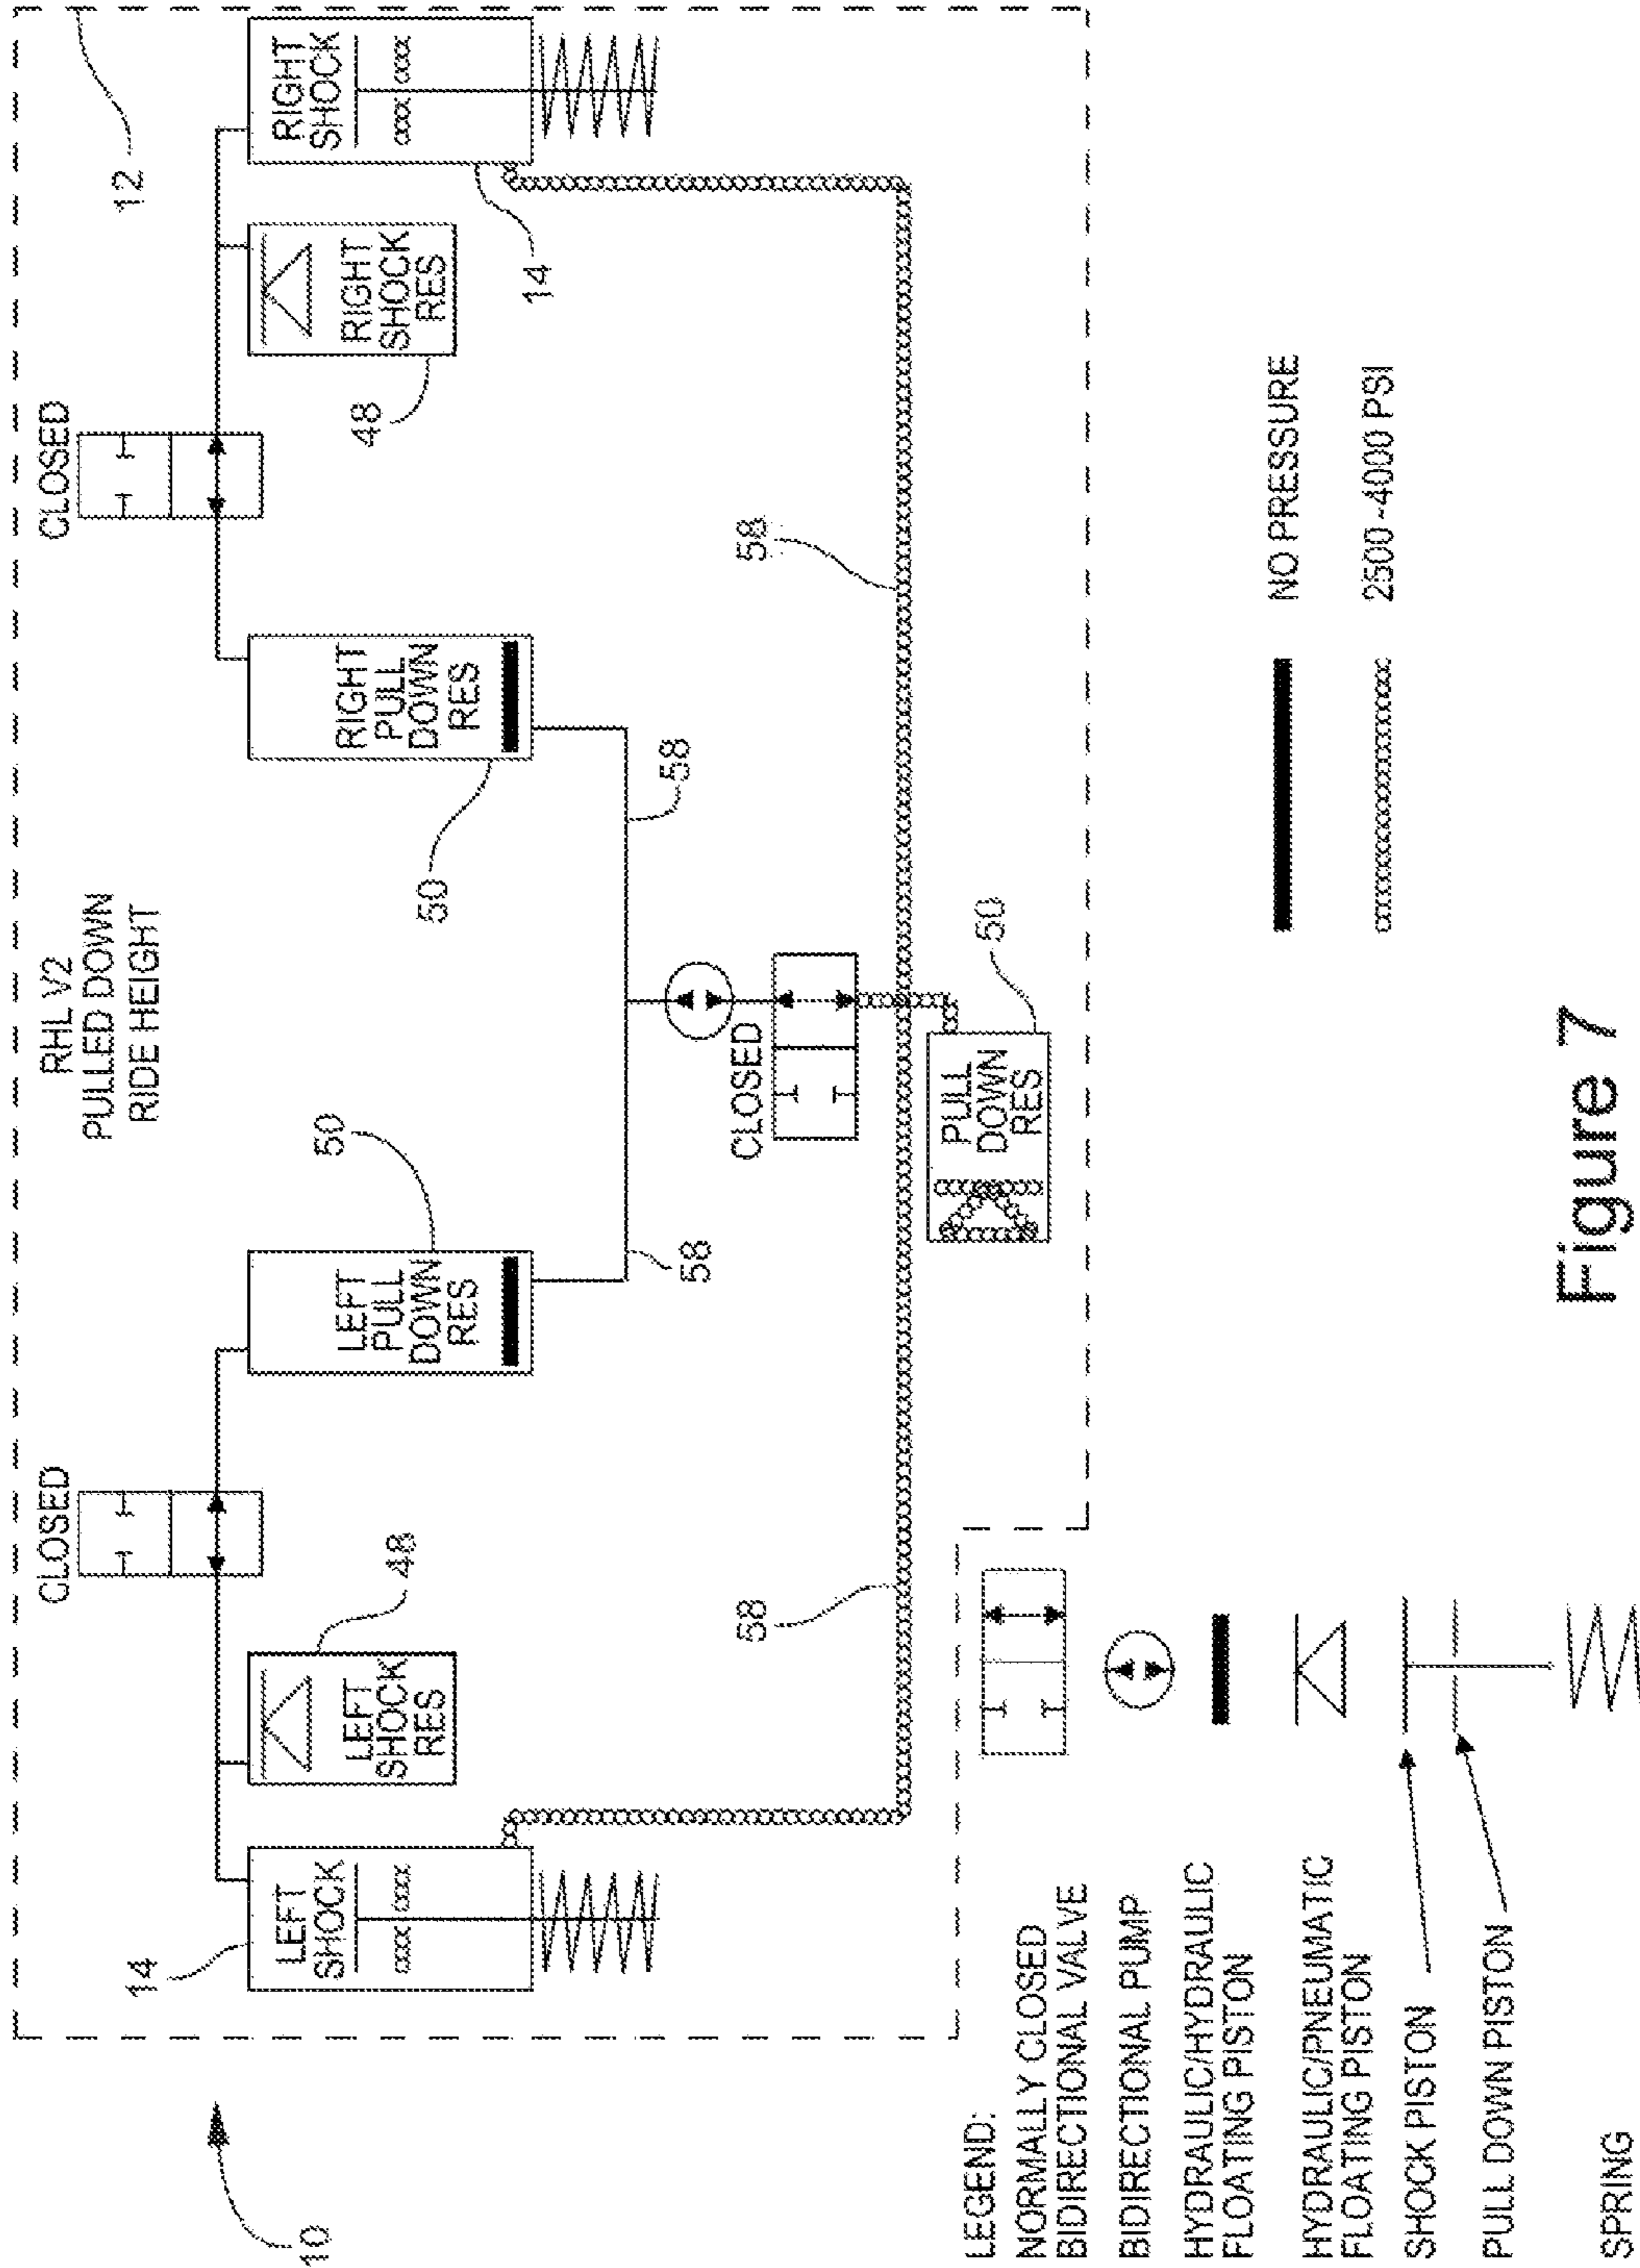 RHL V2
PULLED DOWN
RIDE HEIGHT
10
12
14
LEFT
SHOCK
LEFT
SHOCK
RES
48
CLOSED
LEFT
PULL
DOWN
RES
50
58
RIGHT
PULL
DOWN
RES
50
58
CLOSED
RIGHT
SHOCK
RES
48
RIGHT
SHOCK
14
CLOSED
PULL
DOWN
RES
50
58
58
LEGEND:
NORMALLY CLOSED
BIDIRECTIONAL VALVE
BIDIRECTIONAL PUMP
HYDRAULIC/HYDRAULIC
FLOATING PISTON
HYDRAULIC/PNEUMATIC
FLOATING PISTON
SHOCK PISTON
PULL DOWN PISTON
SPRING
NO PRESSURE
2500-4000 PSI
Figure 7